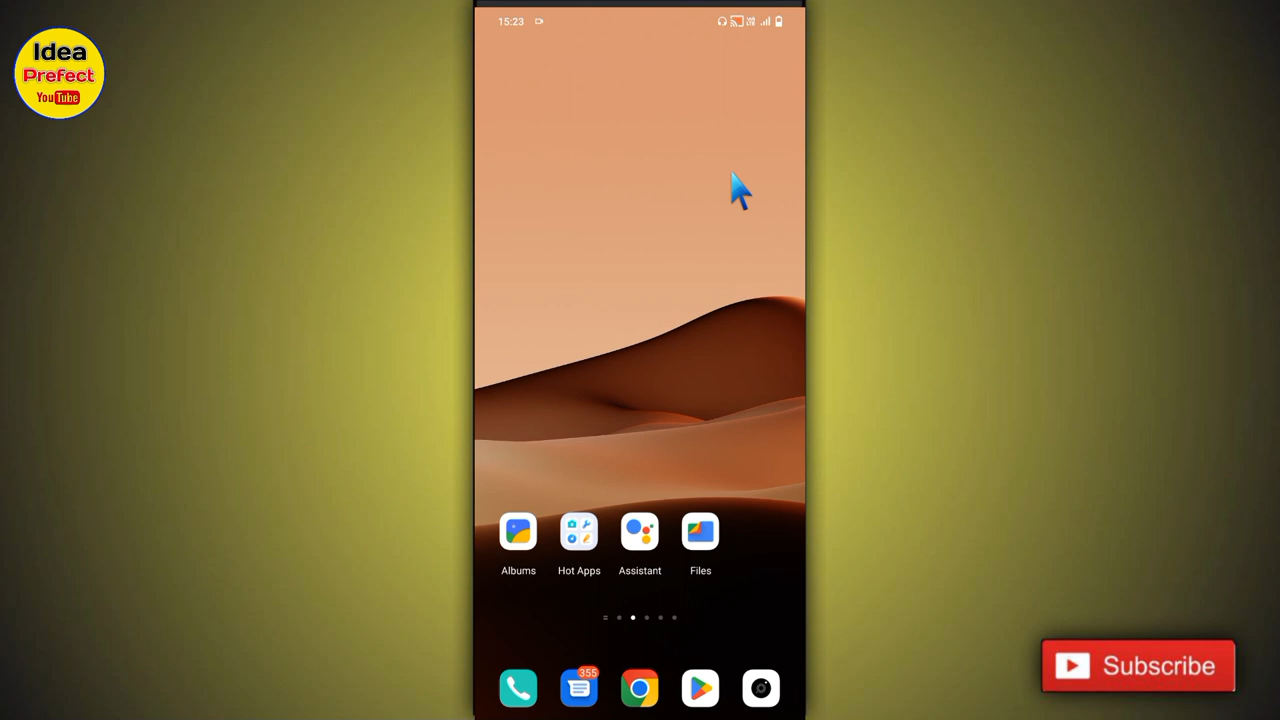 Idea
Prefect
YouTube
15:23
Albums
Hot Apps
Assistant
Files
355
Subscribe